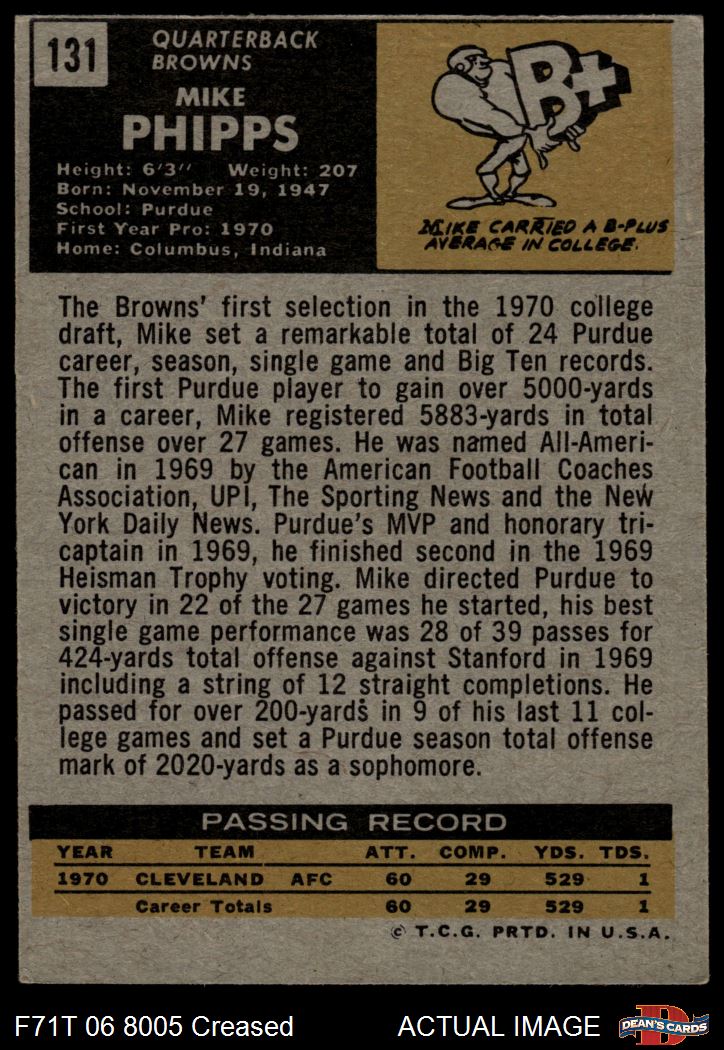 131
QUARTERBACK
BROWNS
MIKE
PHIPPS
Height: 6'3" Weight: 207
Born: November 19, 1947
School: Purdue
First Year Pro: 1970
Home: Columbus, Indiana
B+
MIKE CARRIED A B-PLUS
AVERAGE IN COLLEGE.
The Browns' first selection in the 1970 college
draft, Mike set a remarkable total of 24 Purdue
career, season, single game and Big Ten records.
The first Purdue player to gain over 5000-yards
in a career, Mike registered 5883-yards in total
offense over 27 games. He was named All-Ameri-
can in 1969 by the American Football Coaches
Association, UPI, The Sporting News and the New
York Daily News. Purdue's MVP and honorary tri-
captain in 1969, he finished second in the 1969
Heisman Trophy voting. Mike directed Purdue to
victory in 22 of the 27 games he started, his best
single game performance was 28 of 39 passes for
424-yards total offense against Stanford in 1969
including a string of 12 straight completions. He
passed for over 200-yards in 9 of his last 11 col-
lege games and set a Purdue season total offense
mark of 2020-yards as a sophomore.
PASSING RECORD
YEAR TEAM ATT. COMP. YDS. TDS.
1970 CLEVELAND AFC 60 29 529 1
Career Totals 60 29 529 1
© T.C.G. PRTD. IN U.S.A.
F71T 06 8005 Creased ACTUAL IMAGE
D
DEAN'S CARDS